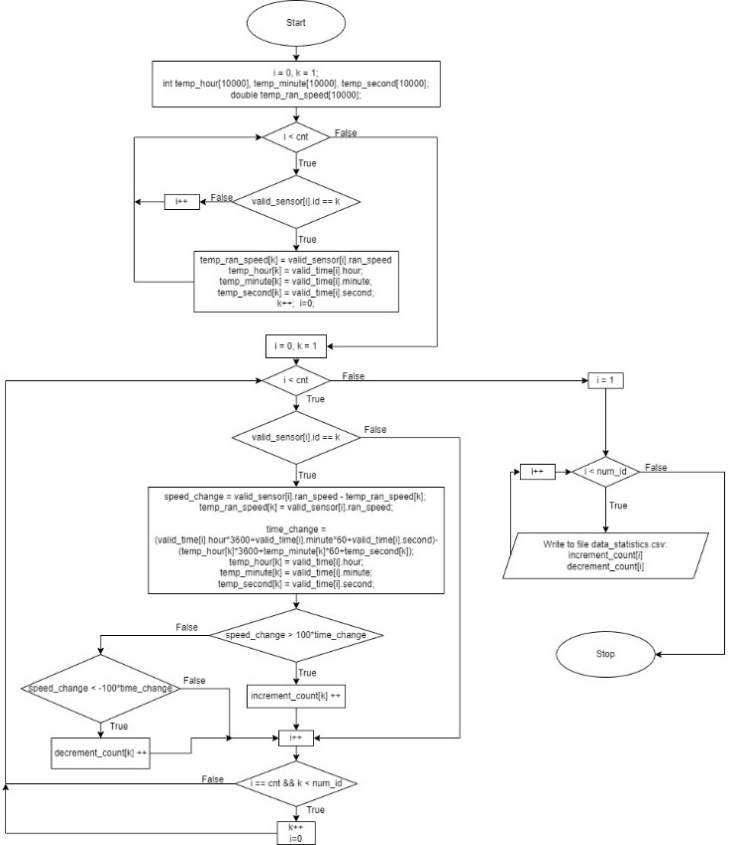 Start
i = 0, k = 1;
int temp_hour[10000], temp_minute[10000], temp_second[10000];
double temp_ran_speed[10000];
i < cnt
False
True
valid_sensor[i].id == k
False
i++
True
temp_ran_speed[k] = valid_sensor[i].ran_speed
temp_hour[k] = valid_time[i].hour;
temp_minute[k] = valid_time[i].minute;
temp_second[k] = valid_time[i].second;
k++; i=0;
i = 0, k = 1
i < cnt
False
True
valid_sensor[i].id == k
False
True
speed_change = valid_sensor[i].ran_speed - temp_ran_speed[k];
temp_ran_speed[k] = valid_sensor[i].ran_speed;
time_change =
(valid_time[i].hour*3600+valid_time[i].minute*60+valid_time[i].second)-
(temp_hour[k]*3600+temp_minute[k]*60+temp_second[k]);
temp_hour[k] = valid_time[i].hour;
temp_minute[k] = valid_time[i].minute;
temp_second[k] = valid_time[i].second;
speed_change > 100*time_change
False
True
speed_change < -100*time_change
False
True
increment_count[k] ++
decrement_count[k] ++
i++
i == cnt && k < num_id
False
True
k++
i=0
i = 1
i < num_id
False
i++
True
Write to file data_statistics.csv:
increment_count[i]
decrement_count[i]
Stop